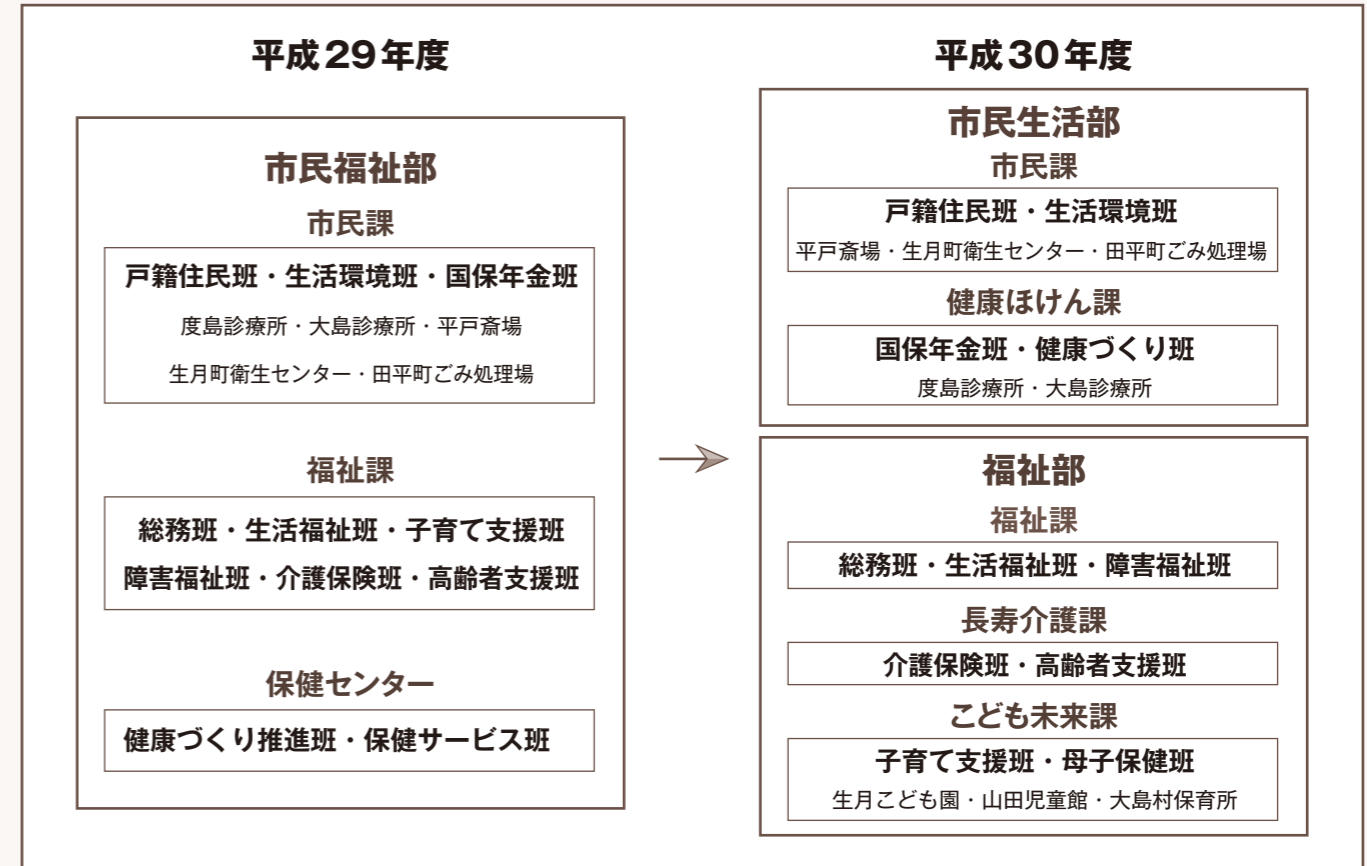 平成29年度
市民福祉部
市民課
戸籍住民班・生活環境班・国保年金班
度島診療所・大島診療所・平戸斎場
生月町衛生センター・田平町ごみ処理場
福祉課
総務班・生活福祉班・子育て支援班
障害福祉班・介護保険班・高齢者支援班
保健センター
健康づくり推進班・保健サービス班
平成30年度
市民生活部
市民課
戸籍住民班・生活環境班
平戸斎場・生月町衛生センター・田平町ごみ処理場
健康ほけん課
国保年金班・健康づくり班
度島診療所・大島診療所
福祉部
福祉課
総務班・生活福祉班・障害福祉班
長寿介護課
介護保険班・高齢者支援班
こども未来課
子育て支援班・母子保健班
生月こども園・山田児童館・大島村保育所